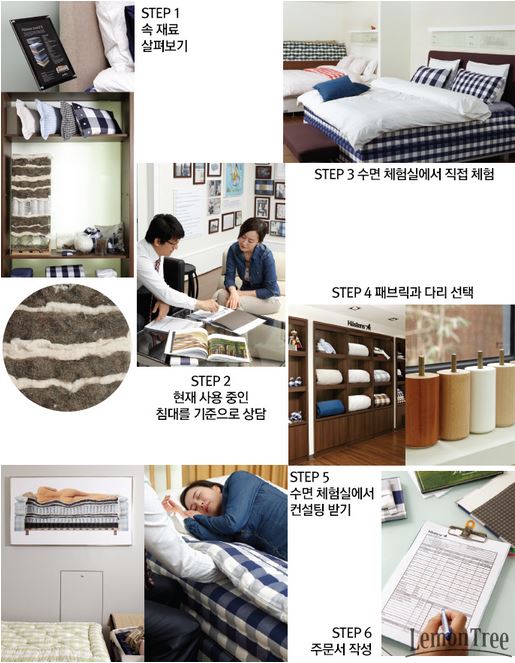 STEP 1
속 재료
살펴보기
STEP 3 수면 체험실에서 직접 체험
STEP 2
현재 사용 중인
침대를 기준으로 상담
STEP 4 패브릭과 다리 선택
Hästens
STEP 5
수면 체험실에서
컨설팅 받기
STEP 6
주문서 작성
LemonTree